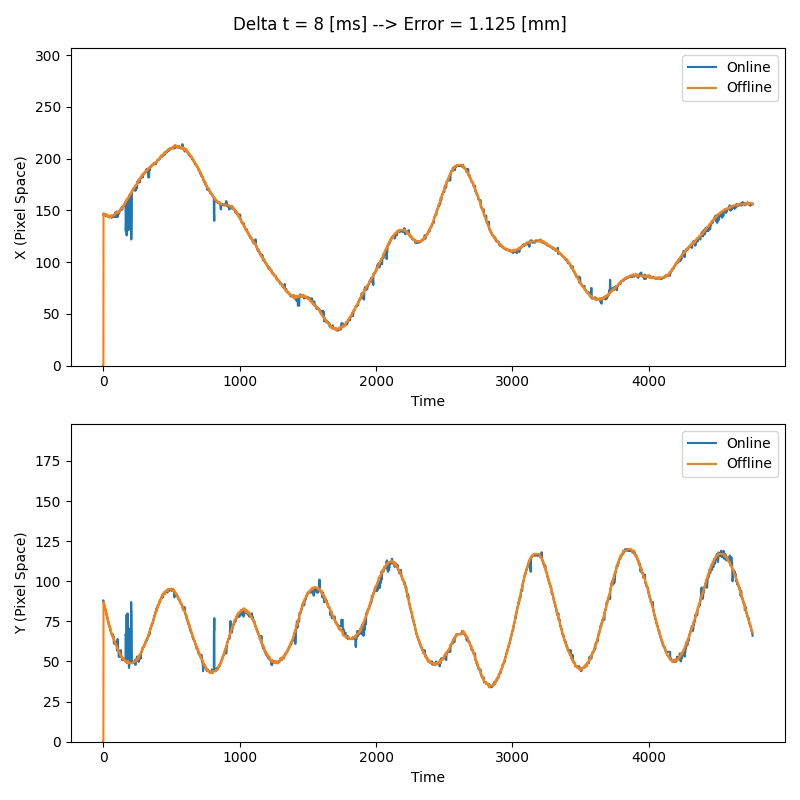 Delta t = 8 [ms] --> Error = 1.125 [mm]
300
250
200
150
100
50
0
X (Pixel Space)
Online
Offline
0 1000 2000 3000 4000
Time
175
150
125
100
75
50
25
0
Y (Pixel Space)
Online
Offline
0 1000 2000 3000 4000
Time